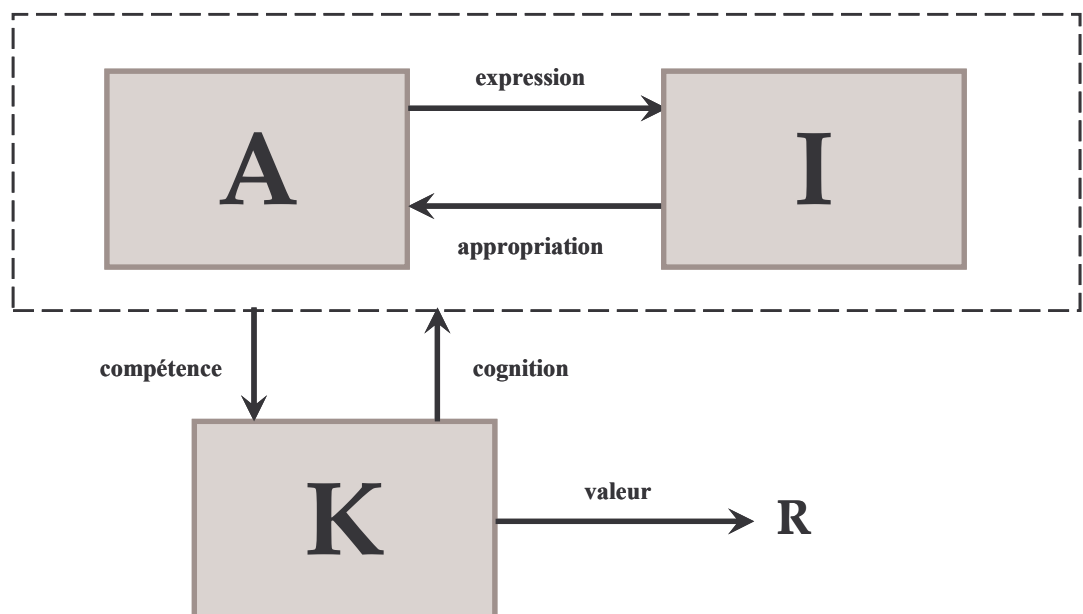 expression
A
I
appropriation
compétence
cognition
K
valeur
R